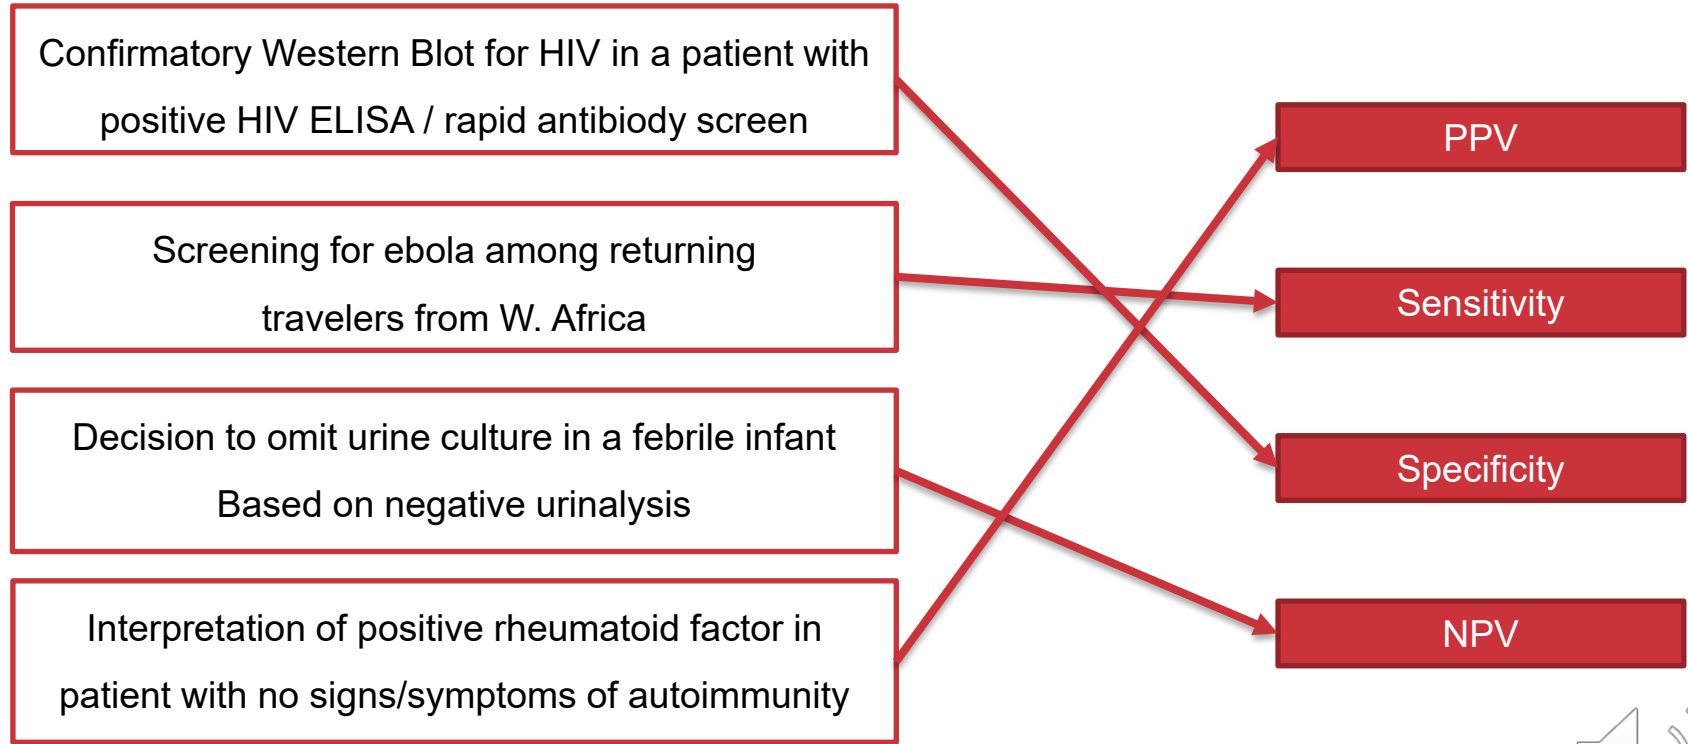 Confirmatory Western Blot for HIV in a patient with
positive HIV ELISA / rapid antibiody screen
Screening for ebola among returning
travelers from W. Africa
Decision to omit urine culture in a febrile infant
Based on negative urinalysis
Interpretation of positive rheumatoid factor in
patient with no signs/symptoms of autoimmunity
PPV
Sensitivity
Specificity
NPV